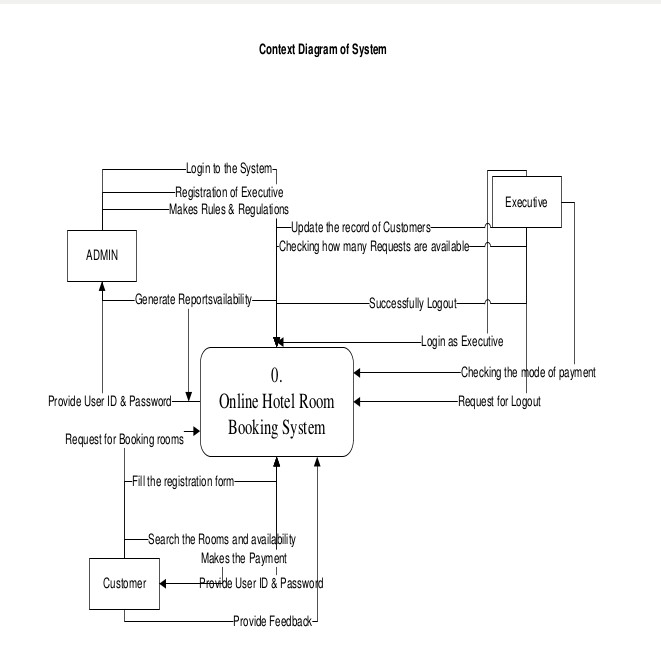 Context Diagram of System
Login to the System
Registration of Executive
Makes Rules & Regulations
Executive
Update the record of Customers
Checking how many Requests are available
ADMIN
Generate Reportsvailability
Successfully Logout
Login as Executive
Checking the mode of payment
0.
Online Hotel Room
Booking System
Provide User ID & Password
Request for Logout
Request for Booking rooms
Fill the registration form
Search the Rooms and availability
Makes the Payment
Customer
Provide User ID & Password
Provide Feedback